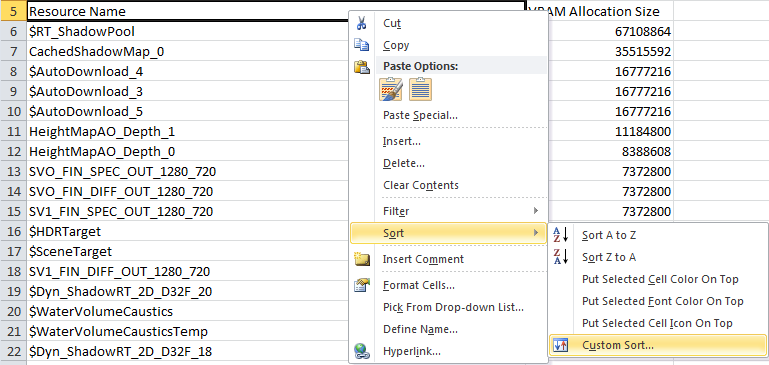 5 Resource Name VRAM Allocation Size
6 $RT_ShadowPool 67108864
7 CachedShadowMap_0 35515592
8 $AutoDownload_4 16777216
9 $AutoDownload_3 16777216
10 $AutoDownload_5 16777216
11 HeightMapAO_Depth_1 11184800
12 HeightMapAO_Depth_0 8388608
13 SVO_FIN_SPEC_OUT_1280_720 7372800
14 SVO_FIN_DIFF_OUT_1280_720 7372800
15 SV1_FIN_SPEC_OUT_1280_720 7372800
16 $HDRTarget
17 $SceneTarget
18 SV1_FIN_DIFF_OUT_1280_720
19 $Dyn_ShadowRT_2D_D32F_20
20 $WaterVolumeCaustics
21 $WaterVolumeCausticsTemp
22 $Dyn_ShadowRT_2D_D32F_18
Cut
Copy
Paste Options:
Paste Special...
Insert...
Delete...
Clear Contents
Filter
Sort
Insert Comment
Format Cells...
Pick From Drop-down List...
Define Name...
Hyperlink...
Sort A to Z
Sort Z to A
Put Selected Cell Color On Top
Put Selected Font Color On Top
Put Selected Cell Icon On Top
Custom Sort...